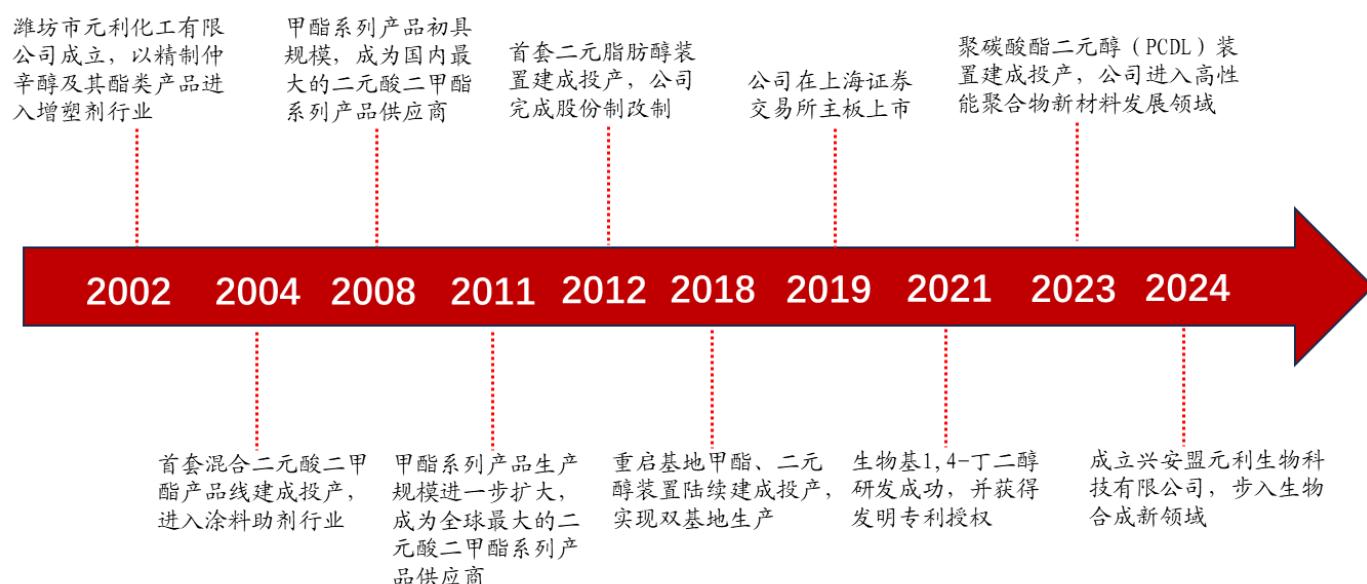 潍坊市元利化工有限
公司成立，以精制仲
辛醇及其酯类产品进
入增塑剂行业
甲酯系列产品初具
规模，成为国内最
大的二元酸二甲酯
系列产品供应商
首套二元脂肪醇装
置建成投产，公司
完成股份制改制
公司在上海证券
交易所主板上市
聚碳酸酯二元醇（PCDL）装
置建成投产，公司进入高性
能聚合物新材料发展领域
2002 2004 2008 2011 2012 2018 2019 2021 2023 2024
首套混合二元酸二甲
酯产品线建成投产，
进入涂料助剂行业
甲酯系列产品生产
规模进一步扩大，
成为全球最大的二
元酸二甲酯系列产
品供应商
重启基地甲酯、二元
醇装置陆续建成投产，
实现双基地生产
生物基1,4-丁二醇
研发成功，并获得
发明专利授权
成立兴安盟元利生物科
技有限公司，步入生物
合成新领域